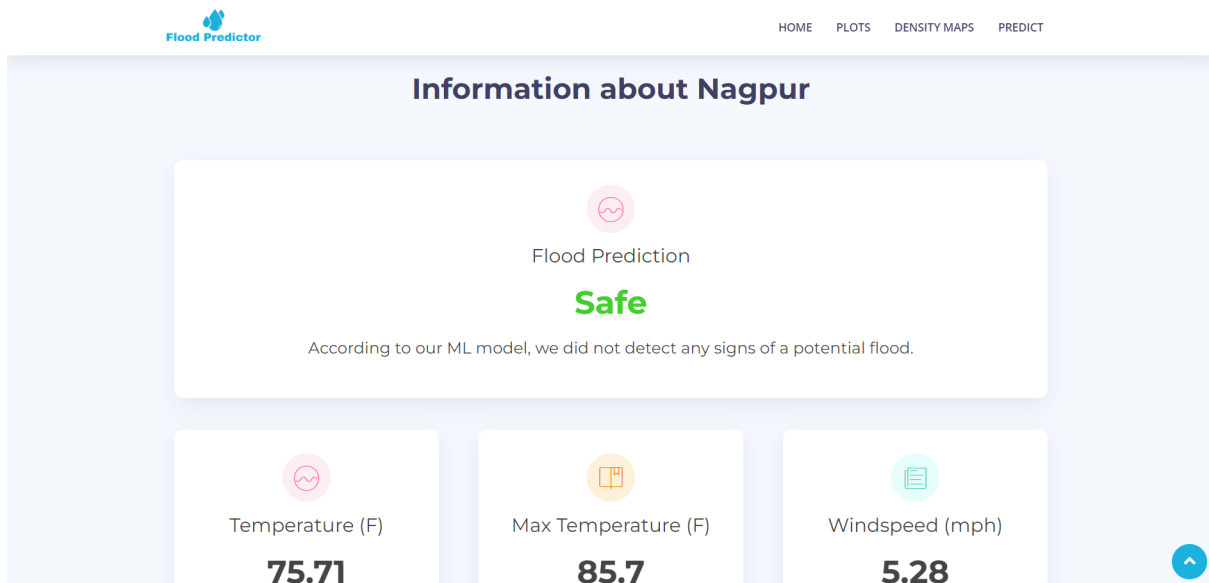 Flood Predictor
HOME PLOTS DENSITY MAPS PREDICT
Information about Nagpur
Flood Prediction
Safe
According to our ML model, we did not detect any signs of a potential flood.
Temperature (F) Max Temperature (F) Windspeed (mph)
75.71 85.7 5.28